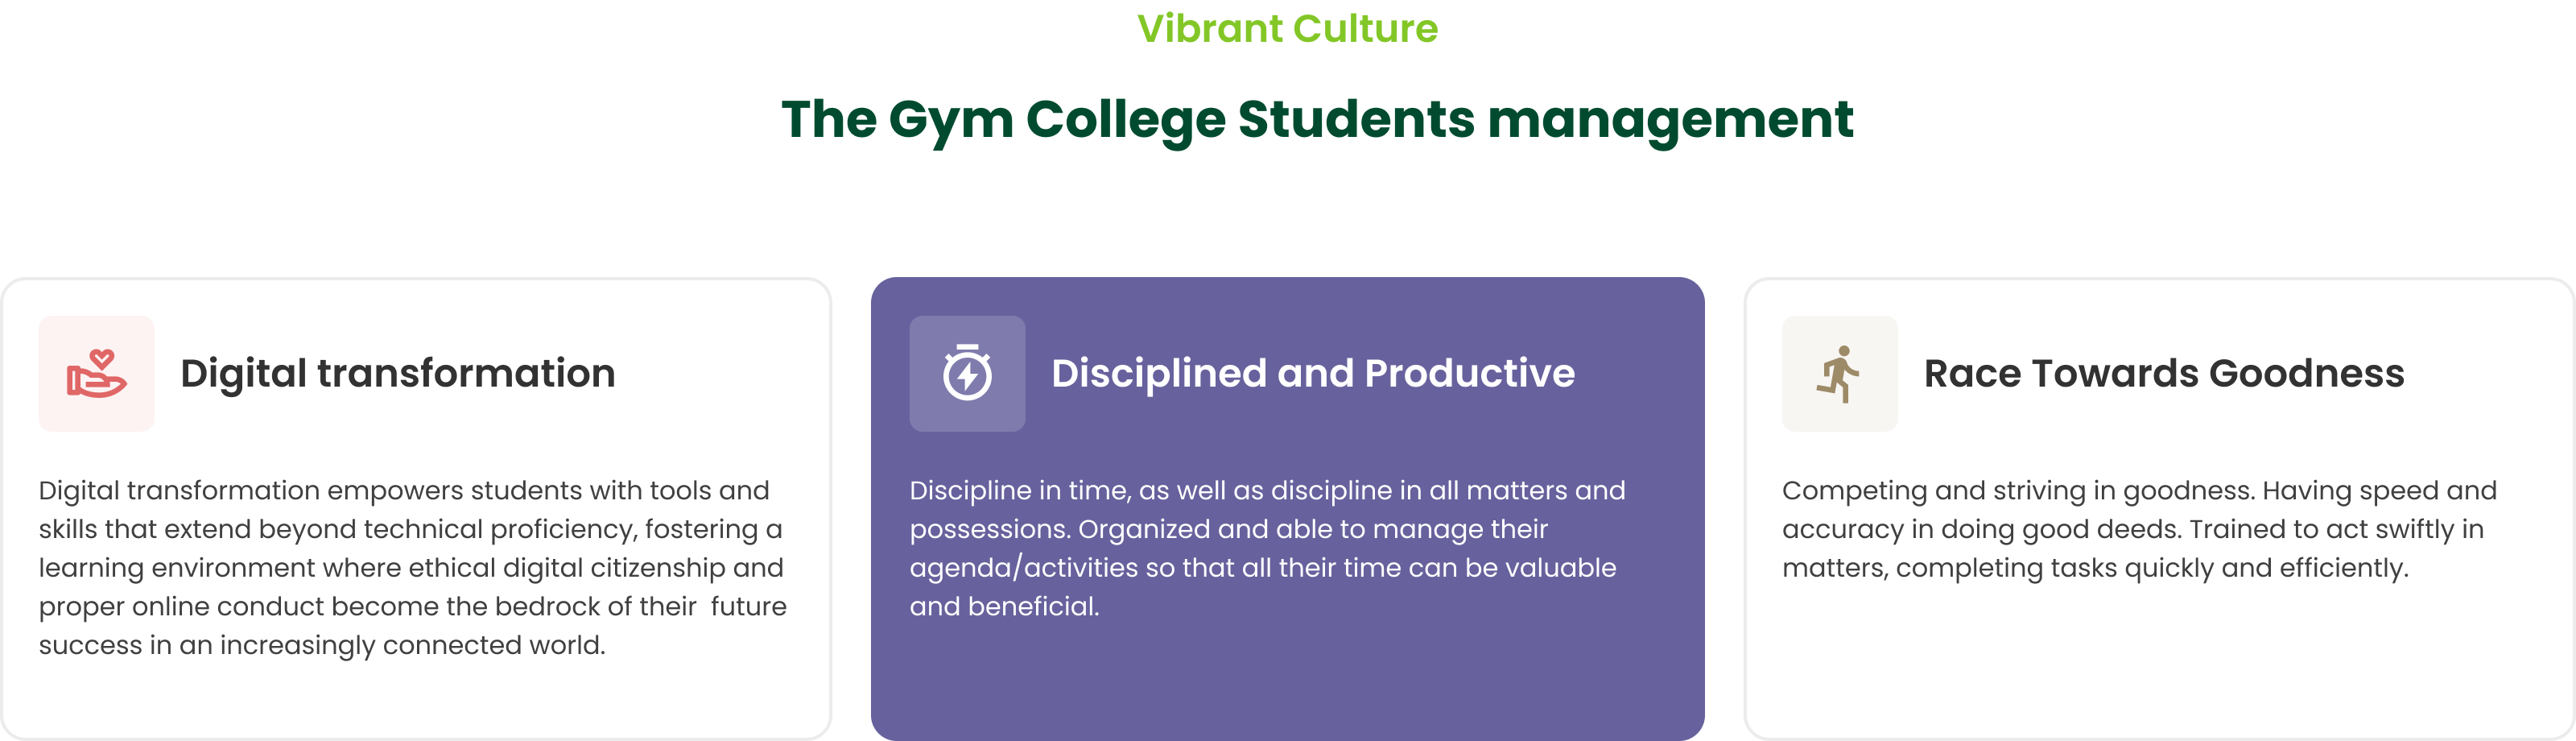 Vibrant Culture
The Gym College Students management
Digital transformation
Digital transformation empowers students with tools and
skills that extend beyond technical proficiency, fostering a
learning environment where ethical digital citizenship and
proper online conduct become the bedrock of their  future
success in an increasingly connected world.
Disciplined and Productive
Discipline in time, as well as discipline in all matters and
possessions. Organized and able to manage their
agenda/activities so that all their time can be valuable
and beneficial.
Race Towards Goodness
Competing and striving in goodness. Having speed and
accuracy in doing good deeds. Trained to act swiftly in
matters, completing tasks quickly and efficiently.